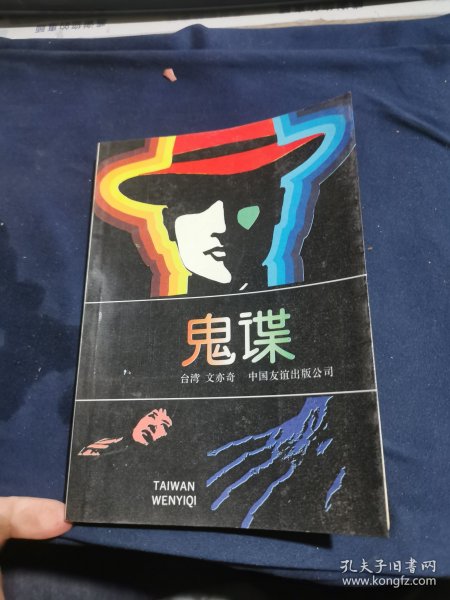 鬼谍
台湾 文亦奇 中国友谊出版公司
TAIWAN
WENYIQI
孔夫子旧书网
www.kongfz.com